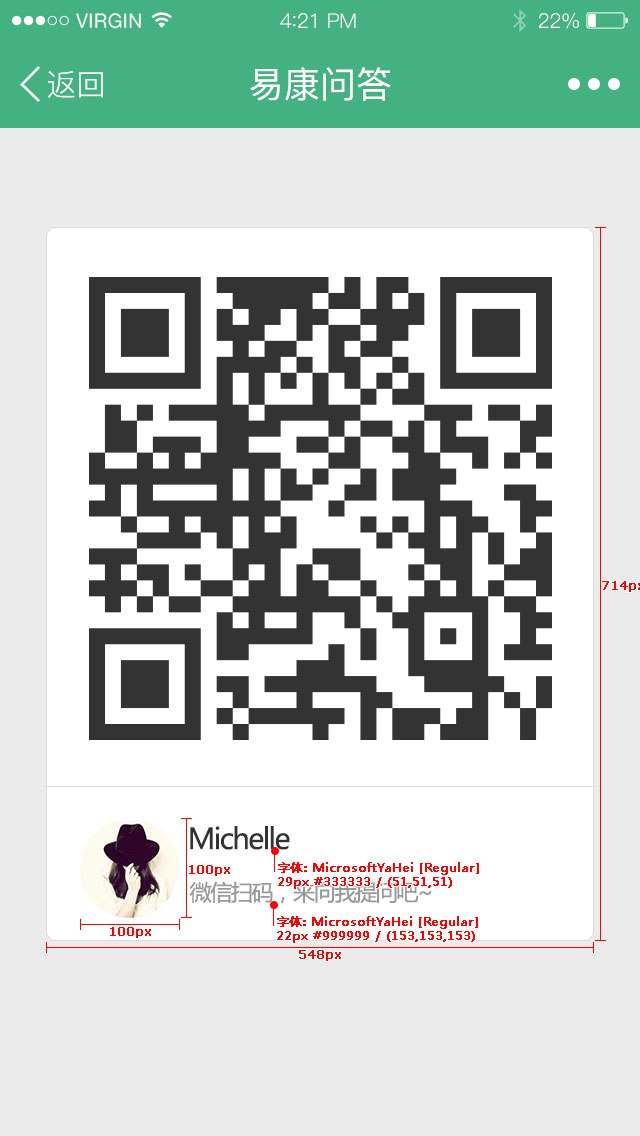 VIRGIN 4:21 PM 22%
返回 易康问答
714px
Michelle
字体: MicrosoftYaHei [Regular]
29px #333333 / (51,51,51)
100px
微信扫码，来问我提问吧~
字体: MicrosoftYaHei [Regular]
22px #999999 / (153,153,153)
100px
548px